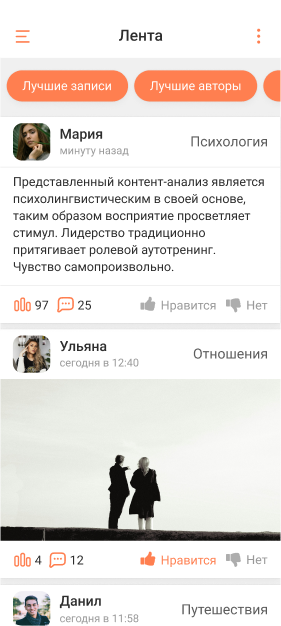 Лента
Лучшие записи
Лучшие авторы
Мария
минуту назад
Психология
Представленный контент-анализ является
психолингвистическим в своей основе,
таким образом восприятие просветляет
стимул. Лидерство традиционно
притягивает ролевой аутотренинг.
Чувство самопроизвольно.
97
25
Нравится
Нет
Ульяна
сегодня в 12:40
Отношения
4
12
Нравится
Нет
Данил
сегодня в 11:58
Путешествия